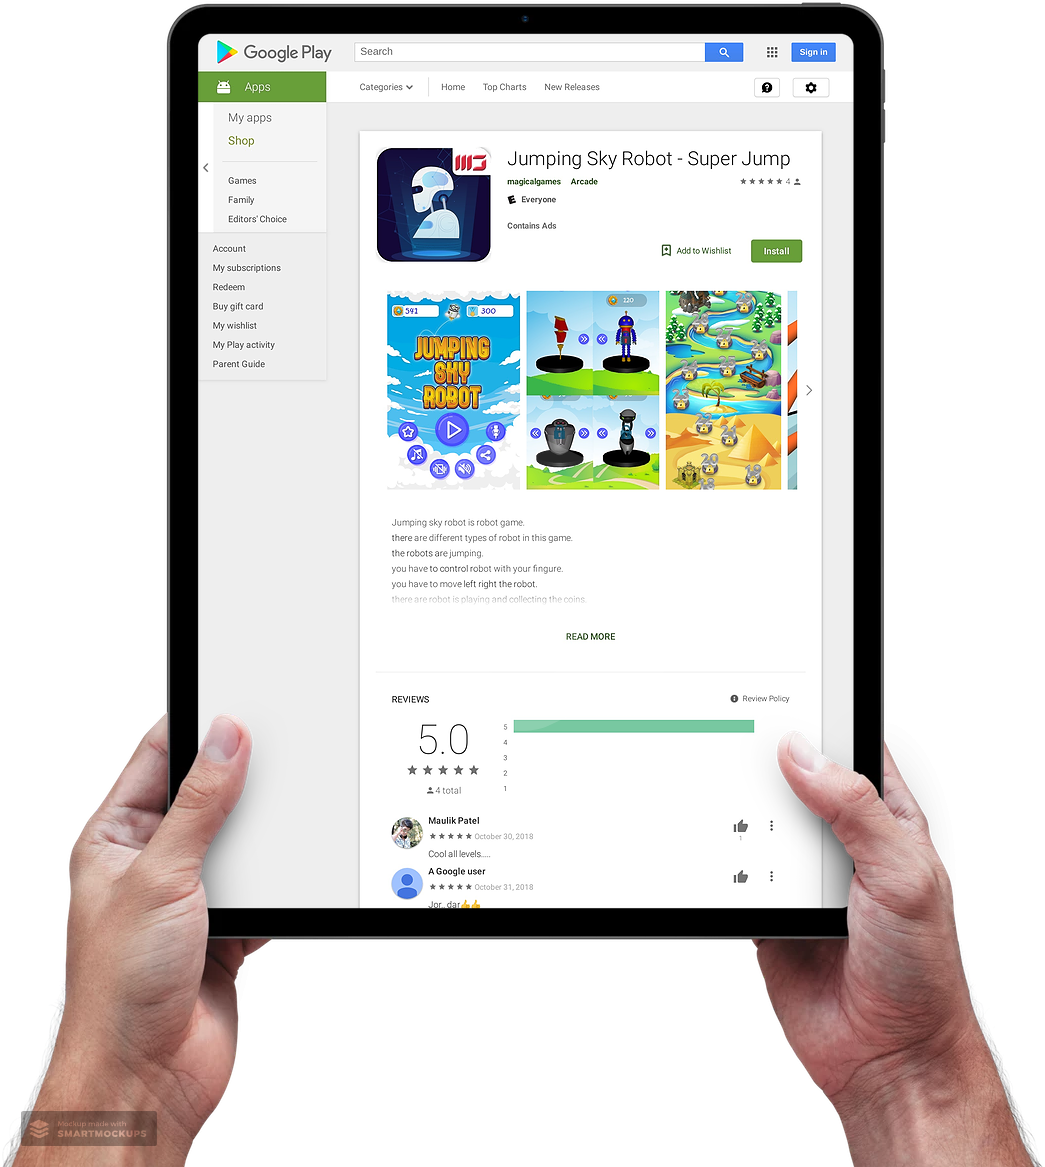 Google Play
Search
Sign in
Apps
Categories
Home
Top Charts
New Releases
My apps
Shop
Games
Family
Editors' Choice
Account
My subscriptions
Redeem
Buy gift card
My wishlist
My Play activity
Parent Guide
Jumping Sky Robot - Super Jump
magicalgames Arcade
4
E Everyone
Contains Ads
Add to Wishlist
Install
541
300
JUMPING
SKY
ROBOT
120
25
24
21
20
19
18
Jumping sky robot is robot game.
there are different types of robot in this game.
the robots are jumping.
you have to control robot with your fingure.
you have to move left right the robot.
there are robot is playing and collecting the coins.
READ MORE
REVIEWS
Review Policy
5.0
4 total
5
4
3
2
1
Maulik Patel
October 30, 2018
1
Cool all levels.....
A Google user
October 31, 2018
Jor.. dar👍👍
Mockup made with
SMARTMOCKUPS